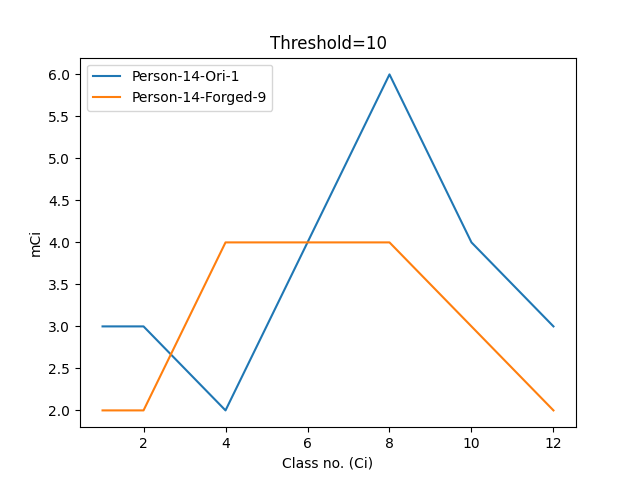 Threshold=10
Person-14-Ori-1
Person-14-Forged-9
6.0
5.5
5.0
4.5
4.0
3.5
3.0
2.5
2.0
mCi
2 4 6 8 10 12
Class no. (Ci)